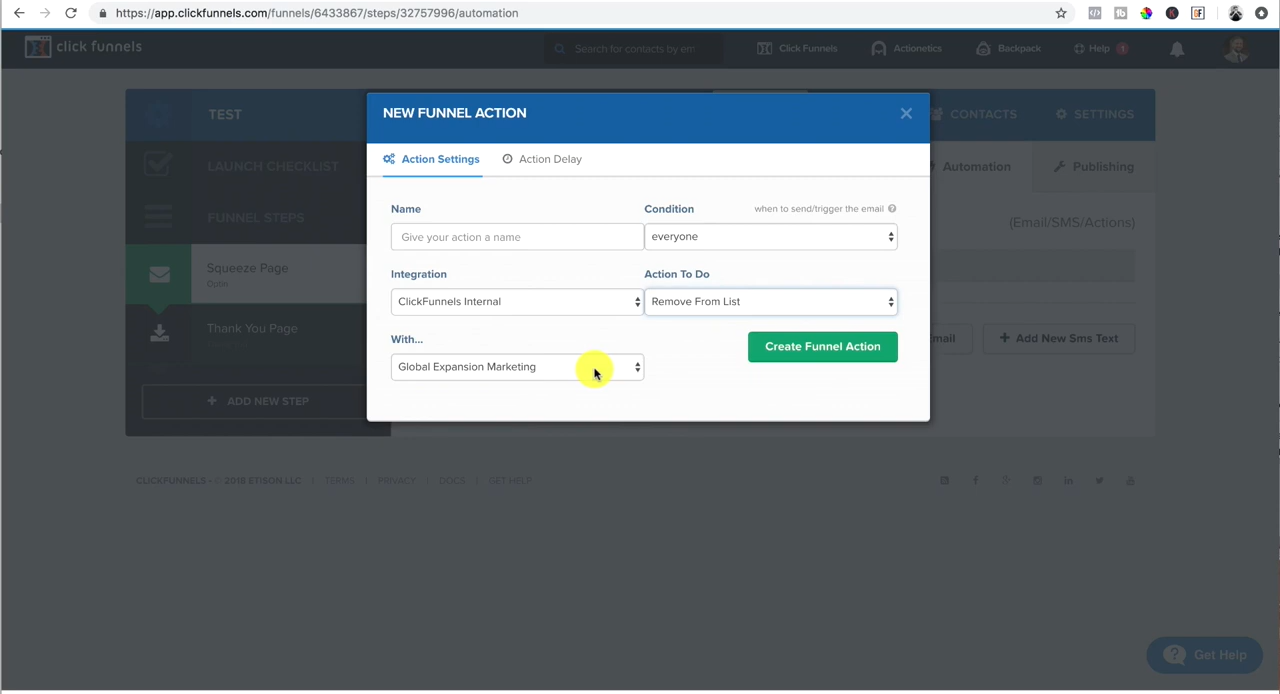 https://app.clickfunnels.com/funnels/6433867/steps/32757996/automation
click funnels
Search for contacts by em
Click Funnels
Actionetics
Backpack
Help 1
TEST
CONTACTS
SETTINGS
NEW FUNNEL ACTION
LAUNCH CHECKLIST
Automation
Publishing
Action Settings
Action Delay
FUNNEL STEPS
(Email/SMS/Actions)
Name
Condition
when to send/trigger the email
Give your action a name
everyone
Squeeze Page
Optin
Integration
Action To Do
ClickFunnels Internal
Remove From List
Thank You Page
With...
Create Funnel Action
mail
+ Add New Sms Text
Global Expansion Marketing
+ ADD NEW STEP
CLICKFUNNELS - © 2018 ETISON LLC | TERMS | PRIVACY | DOCS | GET HELP
Get Help